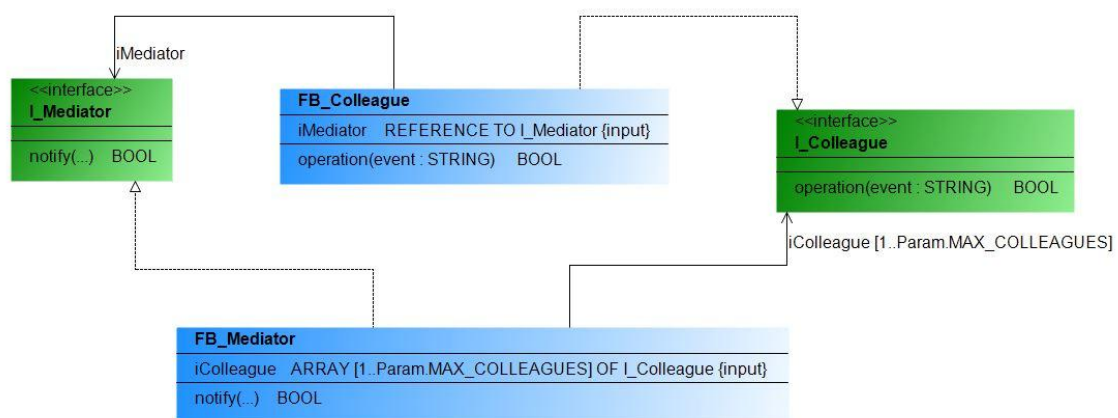 iMediator
<<interface>>
I_Mediator
notify(...) BOOL
FB_Colleague
iMediator REFERENCE TO I_Mediator {input}
operation(event : STRING) BOOL
<<interface>>
I_Colleague
operation(event : STRING) BOOL
iColleague [1..Param.MAX_COLLEAGUES]
FB_Mediator
iColleague ARRAY [1..Param.MAX_COLLEAGUES] OF I_Colleague {input}
notify(...) BOOL